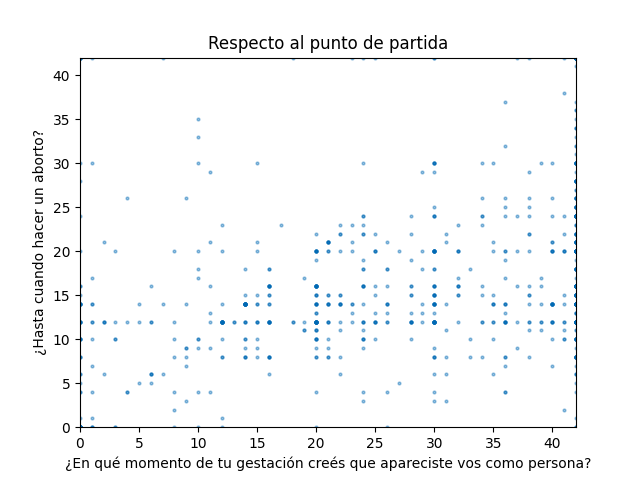 Respecto al punto de partida
40
35
30
25
20
15
10
5
0
¿Hasta cuando hacer un aborto?
0 5 10 15 20 25 30 35 40
¿En qué momento de tu gestación creés que apareciste vos como persona?